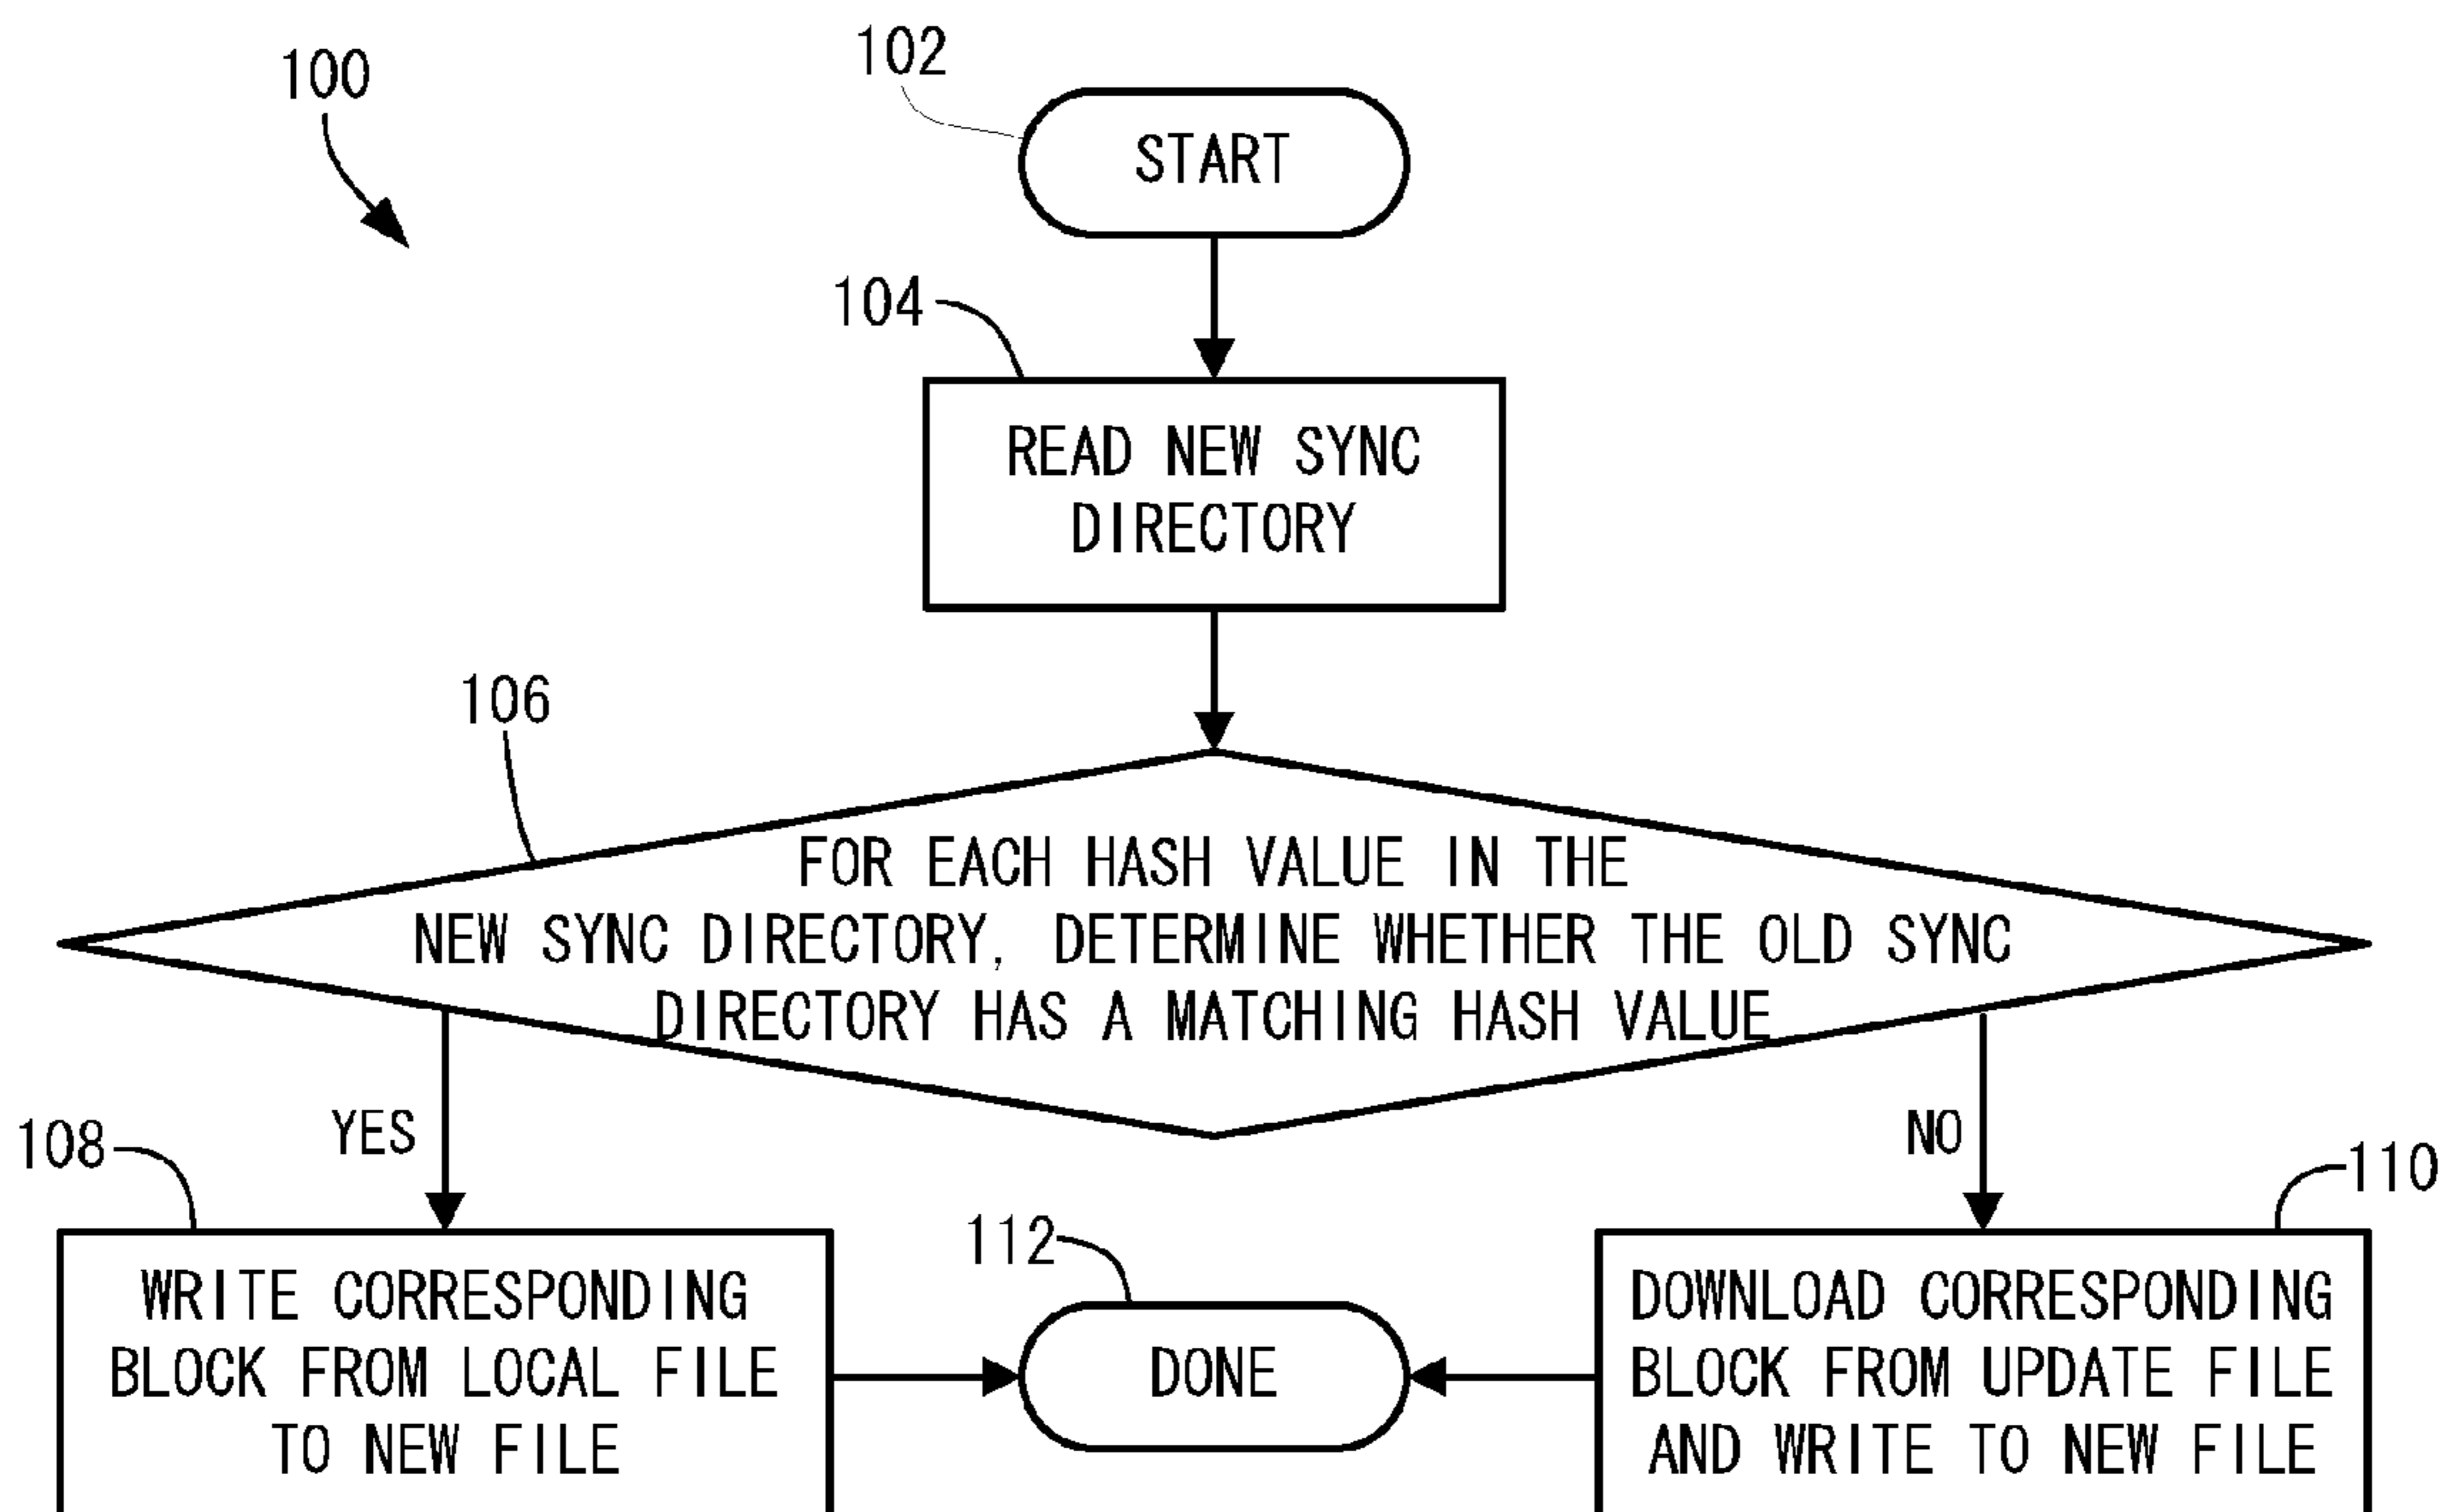 100
102
START
104
READ NEW SYNC
DIRECTORY
106
FOR EACH HASH VALUE IN THE
NEW SYNC DIRECTORY, DETERMINE WHETHER THE OLD SYNC
DIRECTORY HAS A MATCHING HASH VALUE
YES
NO
108
WRITE CORRESPONDING
BLOCK FROM LOCAL FILE
TO NEW FILE
112
DONE
110
DOWNLOAD CORRESPONDING
BLOCK FROM UPDATE FILE
AND WRITE TO NEW FILE